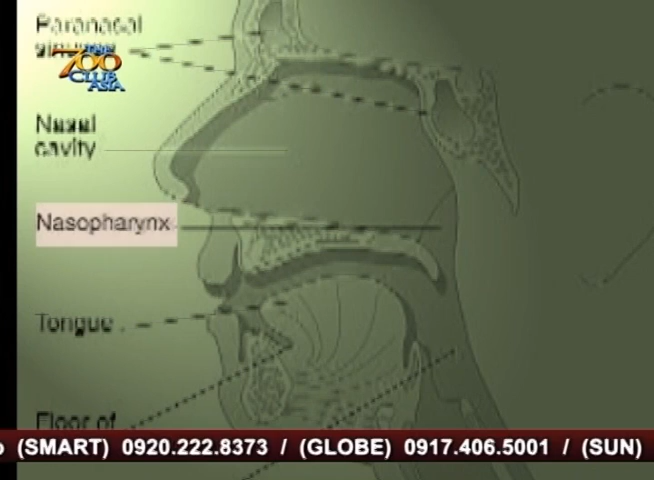 Paranasal
sinuses
THE
700
CLUB
ASIA
Nasal
cavity
Nasopharynx
Tongue
Floor of
(SMART) 0920.222.8373 / (GLOBE) 0917.406.5001 / (SUN)